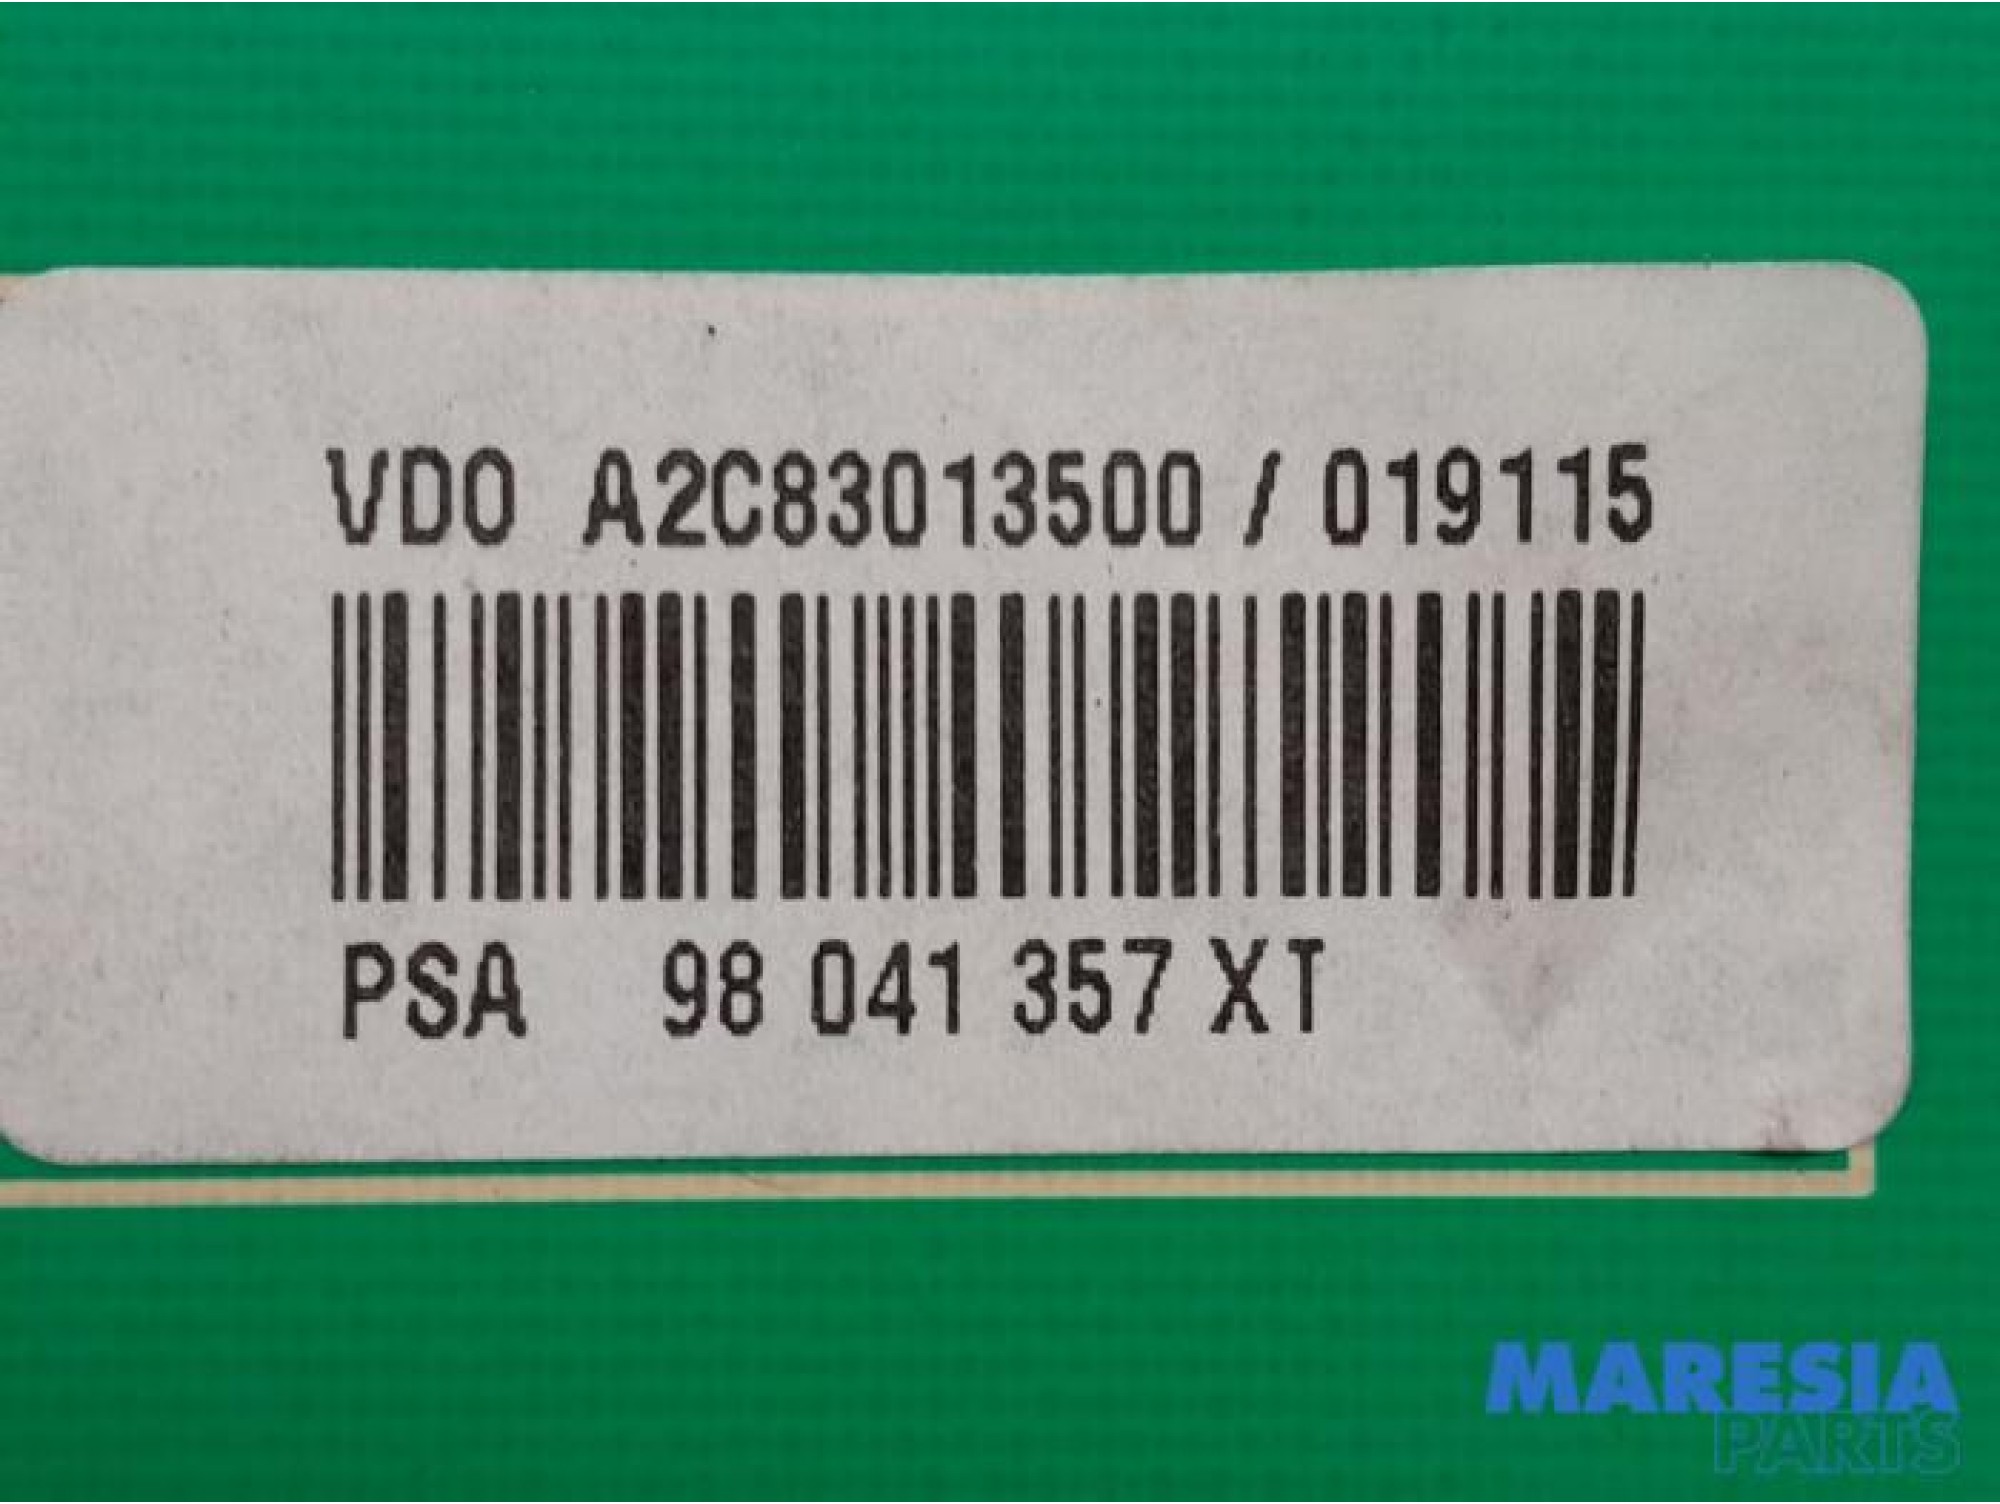 VDO A2C83013500 / 019115
PSA 98 041 357 XT
MARESIA
PARTS